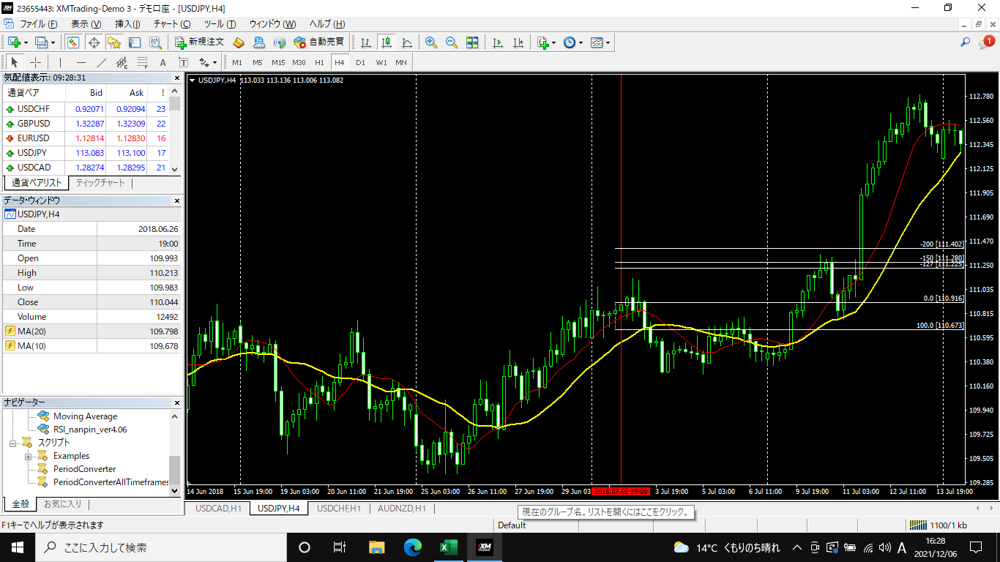 23655443: XMTrading-Demo 3 - デモ口座 - [USDJPY,H4]
ファイル (F) 表示 (V) 挿入(I) チャート (C) ツール (T) ウィンドウ (W) ヘルプ (H)
新規注文 自動売買 1
A T M1 M5 M15 M30 H1 H4 D1 W1 MN
気配値表示: 09:28:31
通貨ペア Bid Ask !
USDCHF 0.92071 0.92094 23
GBPUSD 1.32287 1.32309 22
EURUSD 1.12814 1.12830 16
USDJPY 113.083 113.100 17
USDCAD 1.28274 1.28295 21
通貨ペアリスト ティックチャート
データ・ウィンドウ
USDJPY,H4
Date 2018.06.26
Time 19:00
Open 109.993
High 110.213
Low 109.983
Close 110.044
Volume 12492
MA(20) 109.798
MA(10) 109.678
ナビゲーター
Moving Average
RSI_nanpin_ver4.06
スクリプト
Examples
PeriodConverter
PeriodConverterAllTimeframes
全般 お気に入り
USDJPY,H4 113.033 113.136 113.006 113.082
112.780
112.560
112.345
112.125
111.905
111.690
111.470
111.250
111.035
110.815
110.595
110.380
110.160
109.940
109.725
109.505
109.285
-200 [111.402]
-150 [111.280]
-127 [111.225]
0.0 [110.916]
100.0 [110.673]
14 Jun 2018 15 Jun 19:00 19 Jun 03:00 20 Jun 11:00 21 Jun 19:00 25 Jun 03:00 26 Jun 11:00 27 Jun 19:00 29 Jun 03 2018.07.02 19:00 3 Jul 19:00 5 Jul 03:00 6 Jul 11:00 9 Jul 19:00 11 Jul 03:00 12 Jul 11:00 13 Jul 19:00
USDCAD,H1 USDJPY,H4 USDCHF,H1 AUDNZD,H1
現在のグループ名。リストを開くにはここをクリック。
F1キーでヘルプが表示されます Default 1100/1 kb
ここに入力して検索 14°C くもりのち晴れ A 16:28
2021/12/06